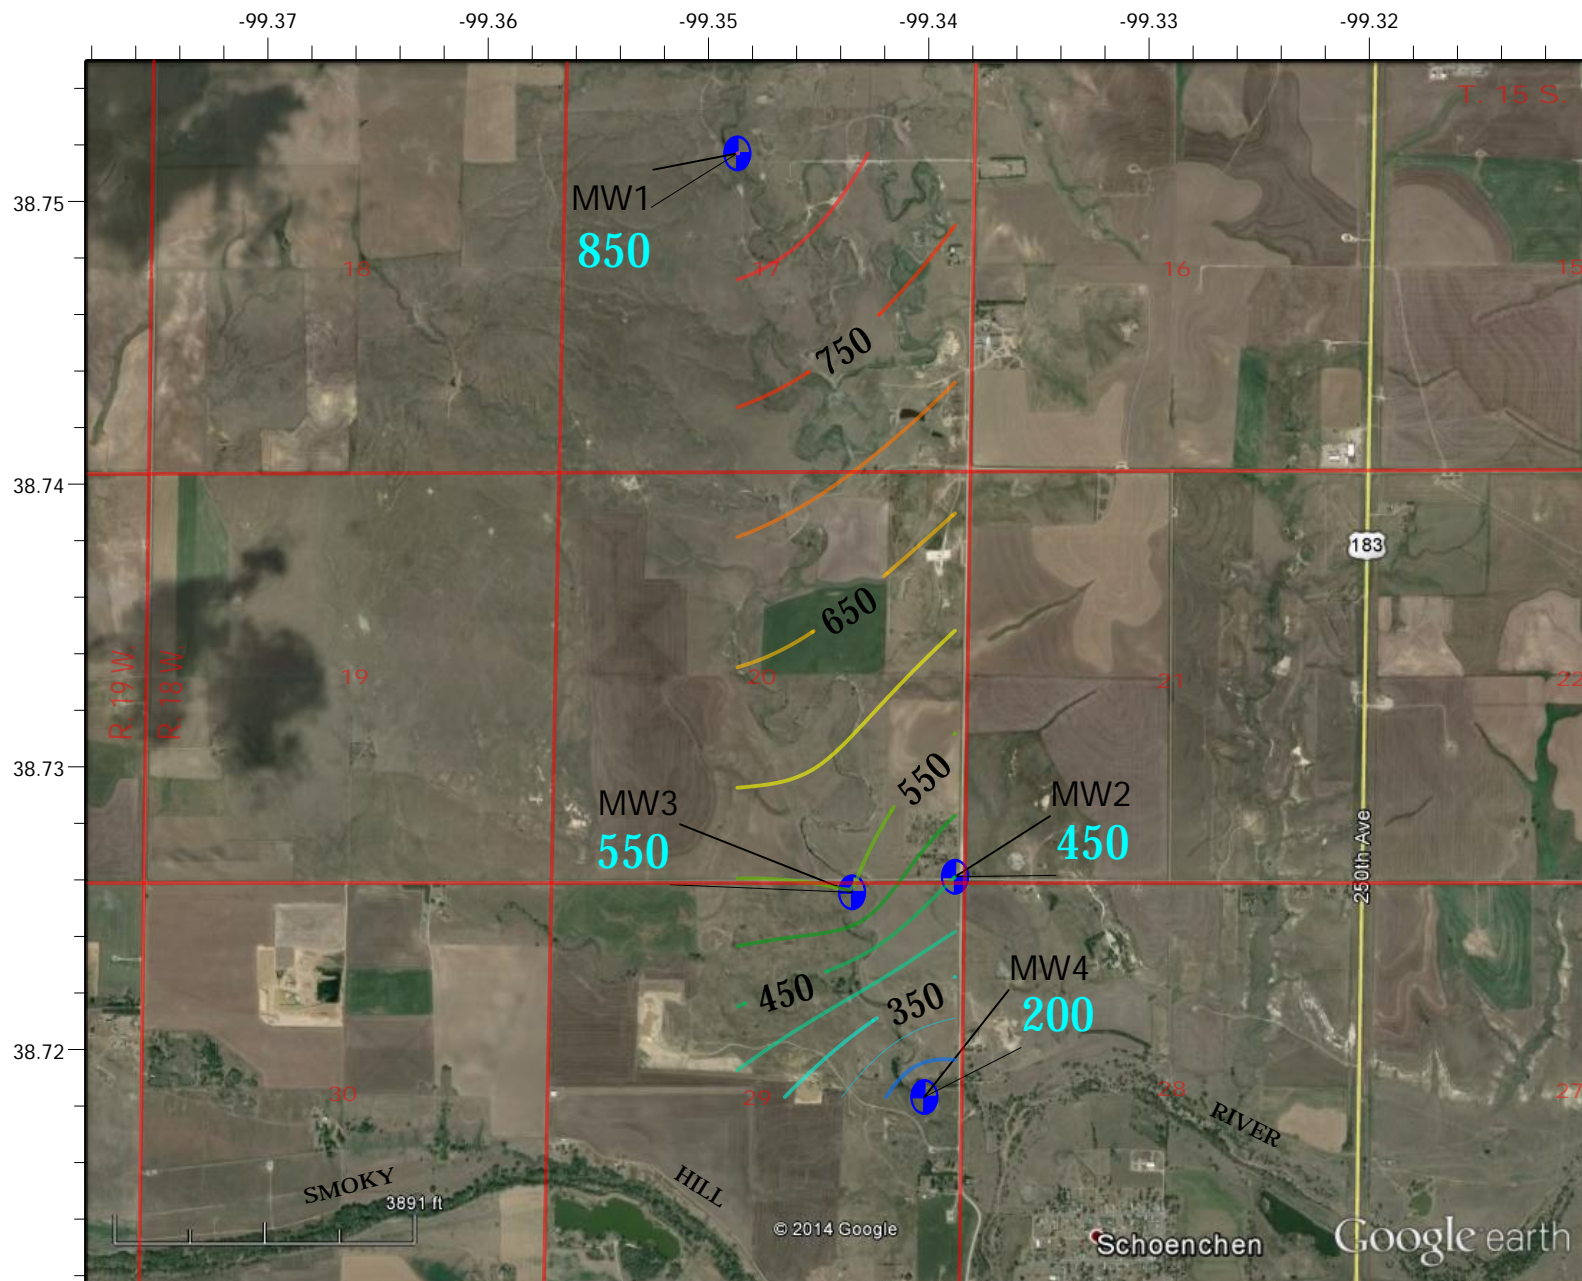 -99.37
-99.36
-99.35
-99.34
-99.33
-99.32
T. 15 S.
38.75
MW1
850
18
17
16
15
750
38.74
183
650
R. 19 W.
R. 18 W.
19
20
21
22
38.73
550
MW3
550
MW2
450
250th Ave
450
350
MW4
200
38.72
30
29
28
27
SMOKY
HILL
RIVER
3891 ft
© 2014 Google
Schoenchen
Google earth